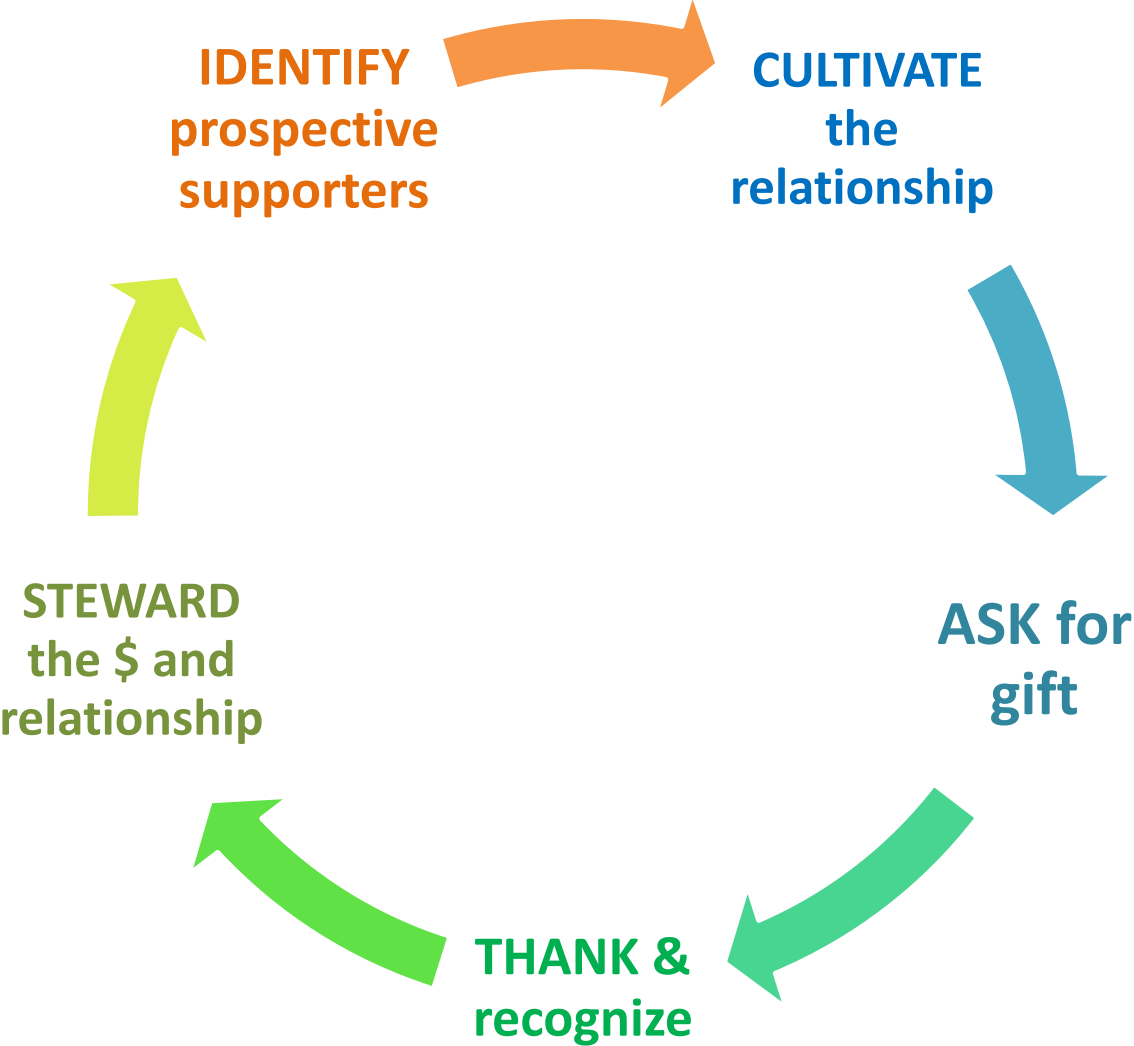 IDENTIFY
prospective
supporters
CULTIVATE
the
relationship
ASK for
gift
THANK &
recognize
STEWARD
the $ and
relationship